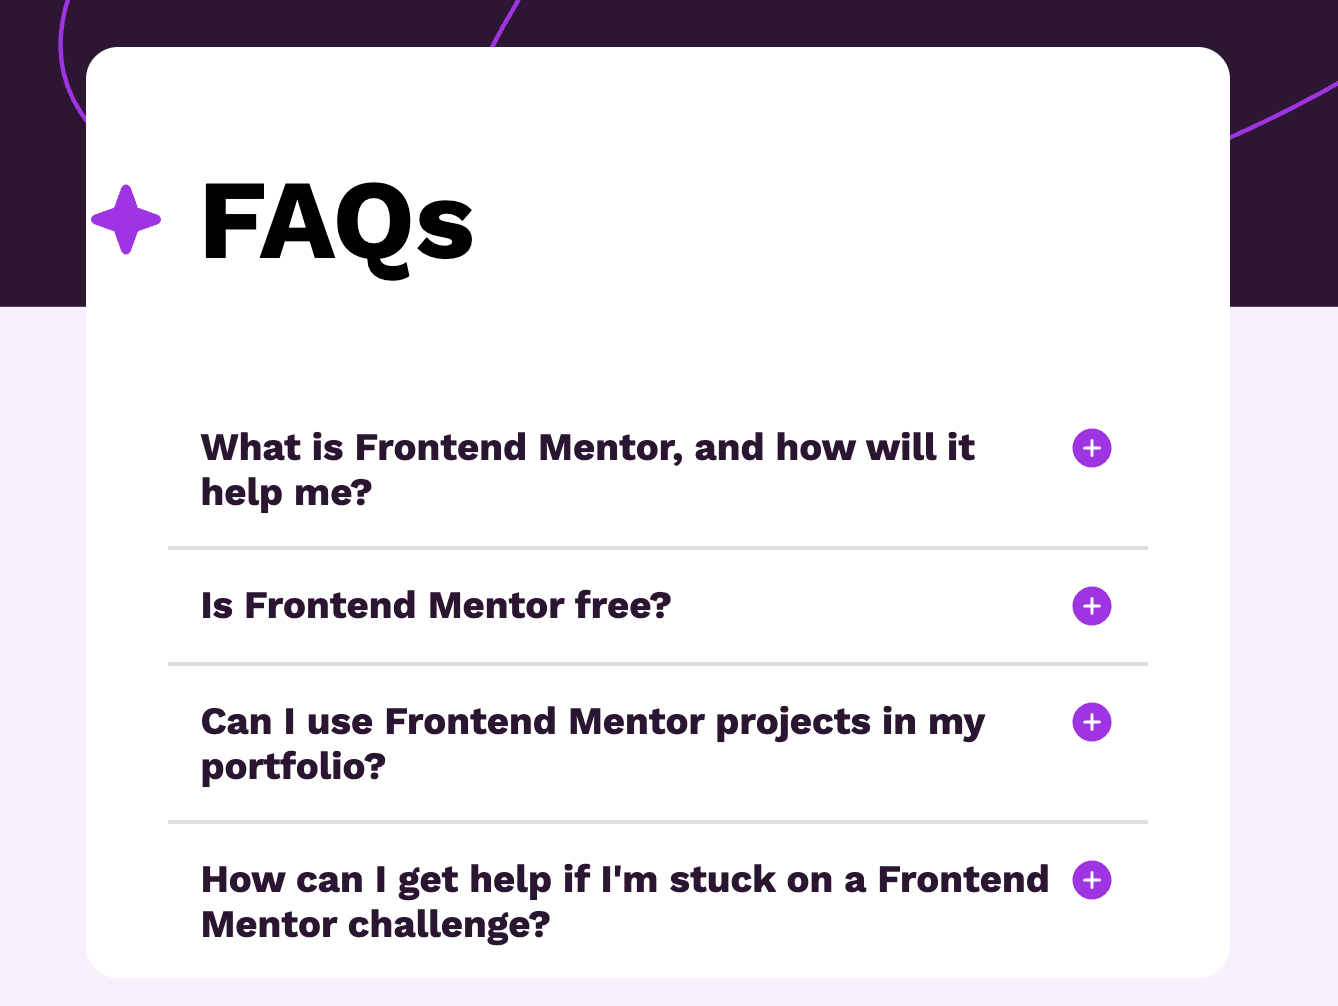 FAQs
What is Frontend Mentor, and how will it
help me?
Is Frontend Mentor free?
Can I use Frontend Mentor projects in my
portfolio?
How can I get help if I'm stuck on a Frontend
Mentor challenge?